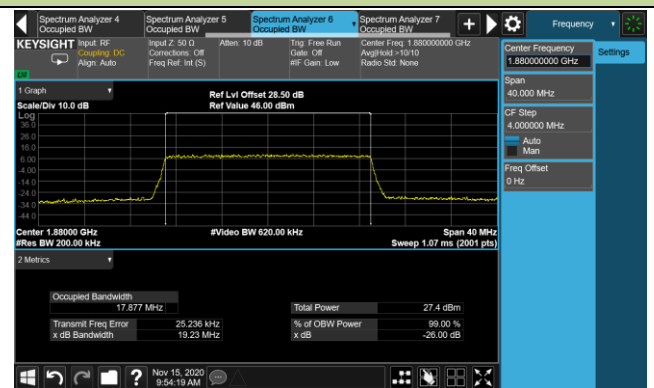 Spectrum Analyzer 4
Occupied BW
Spectrum Analyzer 5
Occupied BW
Spectrum Analyzer 6
Occupied BW
Spectrum Analyzer 7
Occupied BW
Frequency
KEYSIGHT
Input: RF
Coupling: DC
Align: Auto
Input Z: 50 Ω
Corrections: Off
Freq Ref: Int (S)
Atten: 10 dB
Trig: Free Run
Gate: Off
#IF Gain: Low
Center Freq: 1.880000000 GHz
Avg|Hold:>10/10
Radio Std: None
LXI
1 Graph
Scale/Div 10.0 dB
Ref Lvl Offset 28.50 dB
Ref Value 46.00 dBm
Log
36.0
26.0
16.0
6.00
-4.00
-14.0
-24.0
-34.0
-44.0
Center 1.88000 GHz
#Res BW 200.00 kHz
#Video BW 620.00 kHz
Span 40 MHz
Sweep 1.07 ms (2001 pts)
2 Metrics
Occupied Bandwidth
17.877 MHz
Total Power 27.4 dBm
Transmit Freq Error 25.236 kHz
% of OBW Power 99.00 %
x dB Bandwidth 19.23 MHz
x dB -26.00 dB
Center Frequency
1.880000000 GHz
Settings
Span
40.000 MHz
CF Step
4.000000 MHz
Auto
Man
Freq Offset
0 Hz
Nov 15, 2020
9:54:19 AM